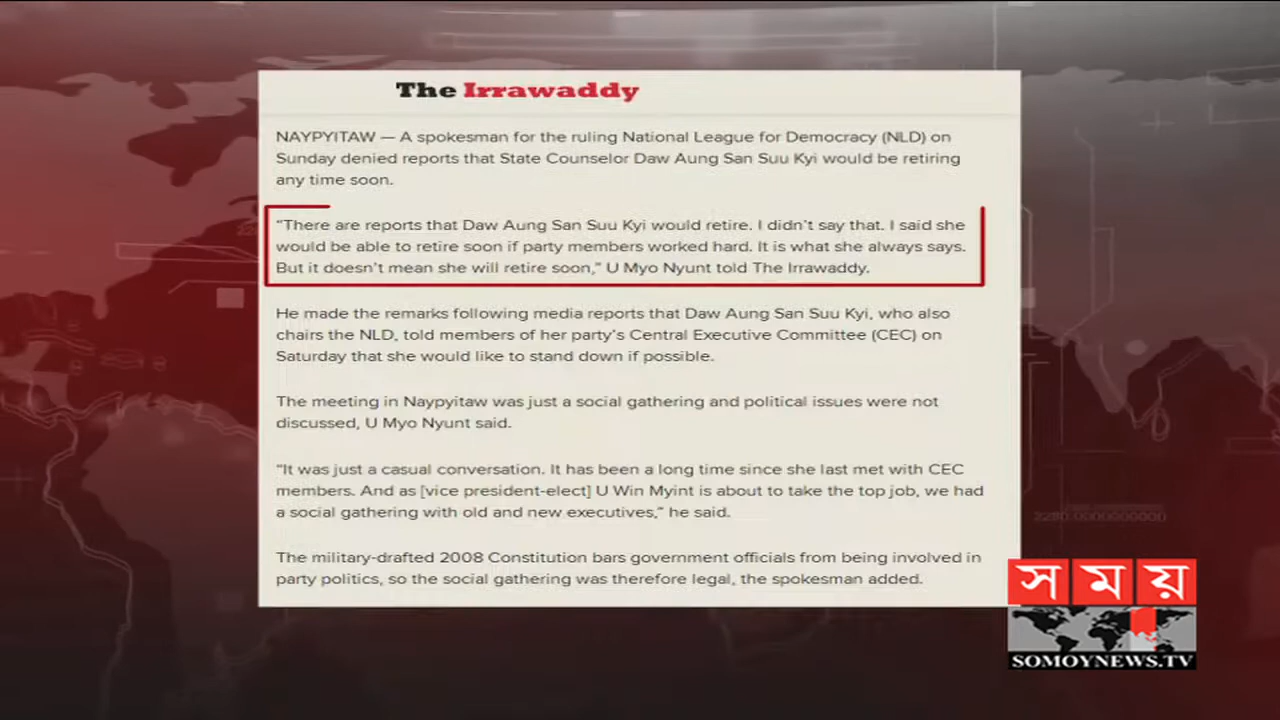 The Irrawaddy
NAYPYITAW — A spokesman for the ruling National League for Democracy (NLD) on
Sunday denied reports that State Counselor Daw Aung San Suu Kyi would be retiring
any time soon.
“There are reports that Daw Aung San Suu Kyi would retire. I didn’t say that. I said she
would be able to retire soon if party members worked hard. It is what she always says.
But it doesn’t mean she will retire soon,” U Myo Nyunt told The Irrawaddy.
He made the remarks following media reports that Daw Aung San Suu Kyi, who also
chairs the NLD, told members of her party’s Central Executive Committee (CEC) on
Saturday that she would like to stand down if possible.
The meeting in Naypyitaw was just a social gathering and political issues were not
discussed, U Myo Nyunt said.
“It was just a casual conversation. It has been a long time since she last met with CEC
members. And as [vice president-elect] U Win Myint is about to take the top job, we had
a social gathering with old and new executives,” he said.
The military-drafted 2008 Constitution bars government officials from being involved in
party politics, so the social gathering was therefore legal, the spokesman added.
সময়
SOMOYNEWS.TV